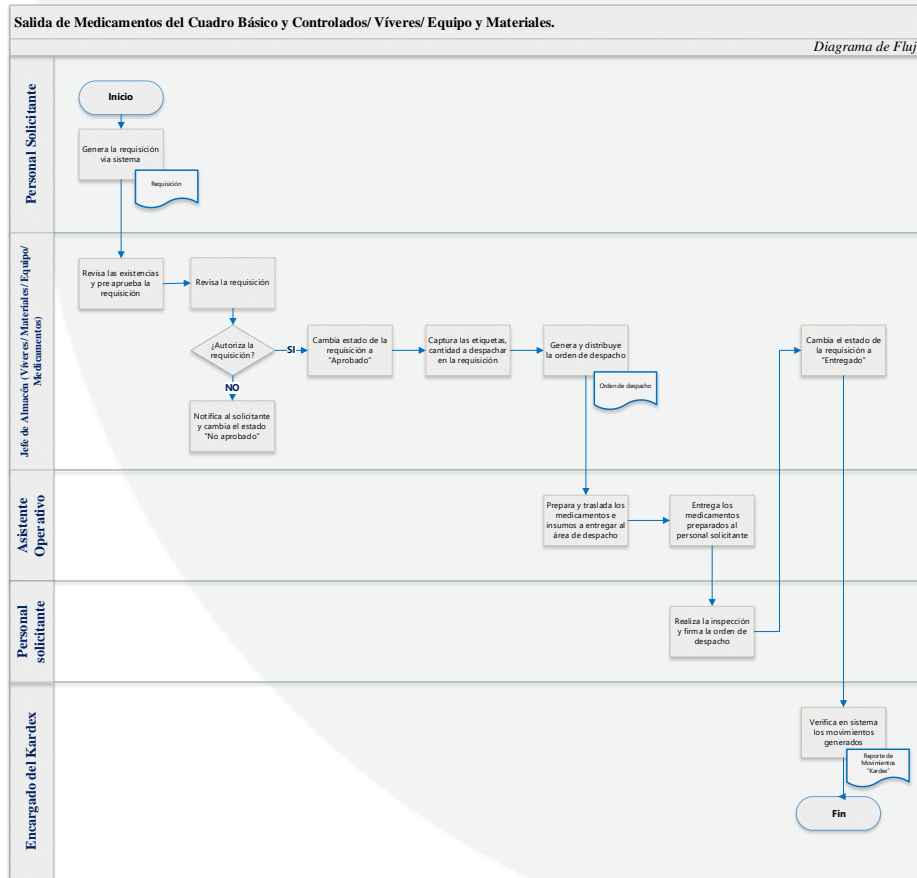 Salida de Medicamentos del Cuadro Básico y Controlados/ Víveres/ Equipo y Materiales.
Diagrama de Fluj
Personal Solicitante
Inicio
Genera la requisición
vía sistema
Requisición
Jefe de Almacén (Víveres/ Materiales/ Equipo/
Medicamentos)
Revisa las existencias
y pre aprueba la
requisición
Revisa la requisición
¿Autoriza la
requisición?
SI
NO
Notifica al solicitante
y cambia el estado
"No aprobado"
Cambia estado de la
requisición a
"Aprobado"
Captura las etiquetas,
cantidad a despachar
en la requisición
Genera y distribuye
la orden de despacho
Orden de despacho
Cambia el estado de
la requisición a
"Entregado"
Asistente
Operativo
Prepara y traslada los
medicamentos e
insumos a entregar al
área de despacho
Entrega los
medicamentos
preparados al
personal solicitante
Personal
solicitante
Realiza la inspección
y firma la orden de
despacho
Encargado del Kardex
Verifica en sistema
los movimientos
generados
Reporte de
Movimientos
"Kardex"
Fin